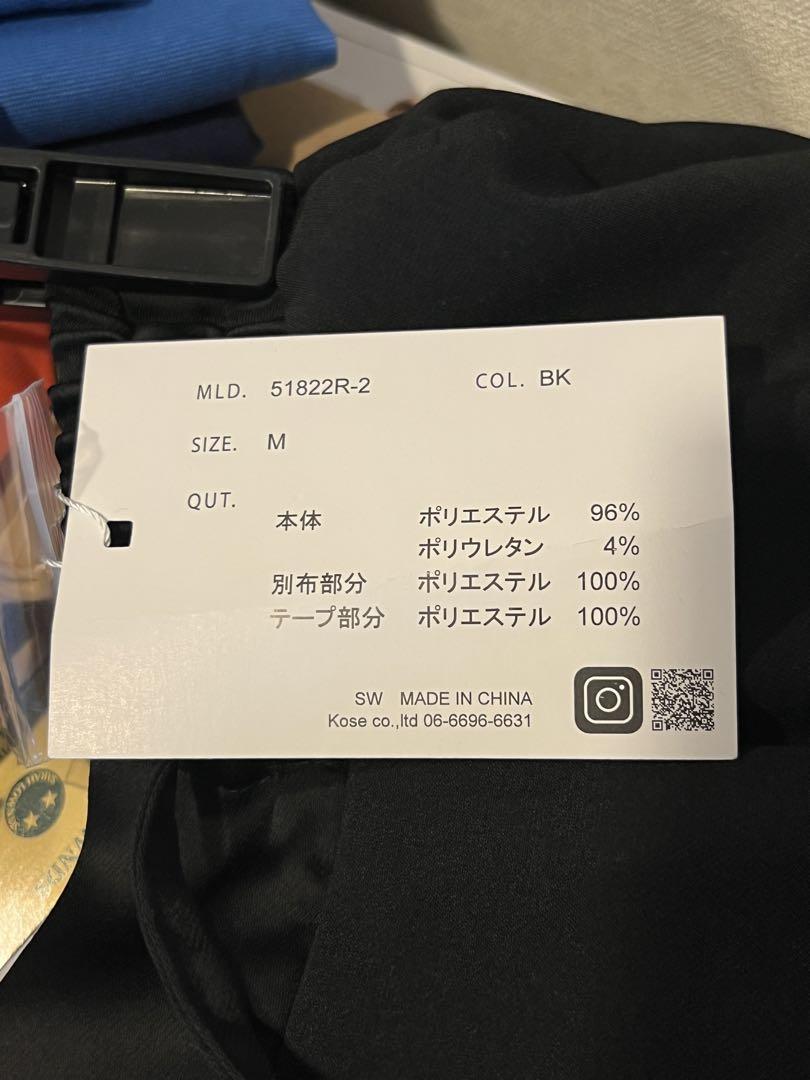 MLD. 51822R-2 COL. BK
SIZE. M
QUT.
本体 ポリエステル 96%
ポリウレタン 4%
別布部分 ポリエステル 100%
テープ部分 ポリエステル 100%
SW MADE IN CHINA
Kose co.,ltd 06-6696-6631